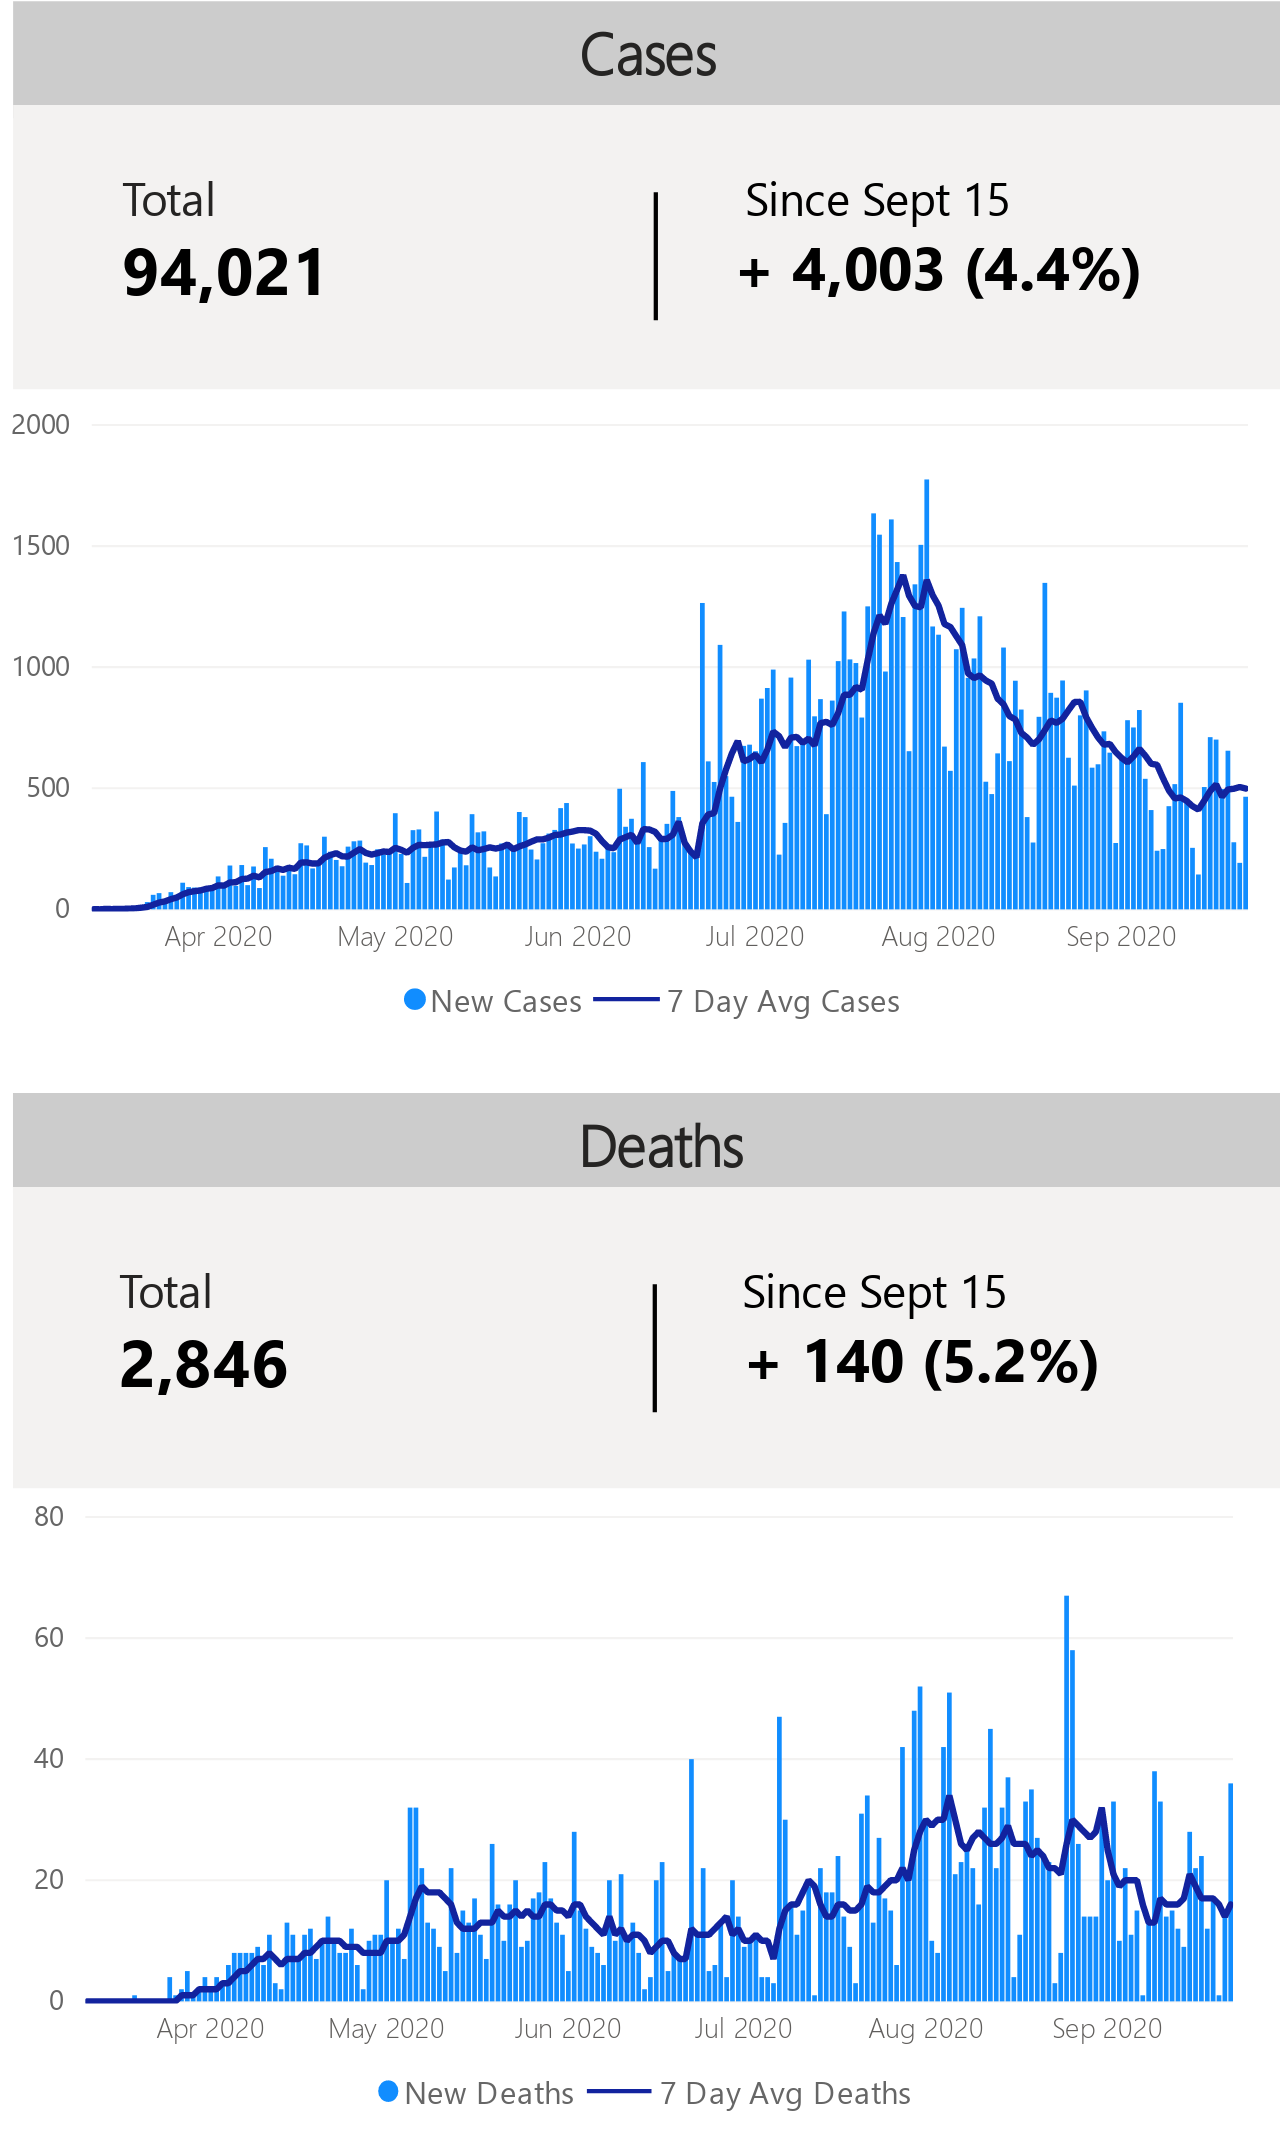 Cases
Total
94,021
Since Sept 15
+ 4,003 (4.4%)
2000
1500
1000
500
0
Apr 2020 May 2020 Jun 2020 Jul 2020 Aug 2020 Sep 2020
New Cases 7 Day Avg Cases
Deaths
Total
2,846
Since Sept 15
+ 140 (5.2%)
80
60
40
20
0
Apr 2020 May 2020 Jun 2020 Jul 2020 Aug 2020 Sep 2020
New Deaths 7 Day Avg Deaths